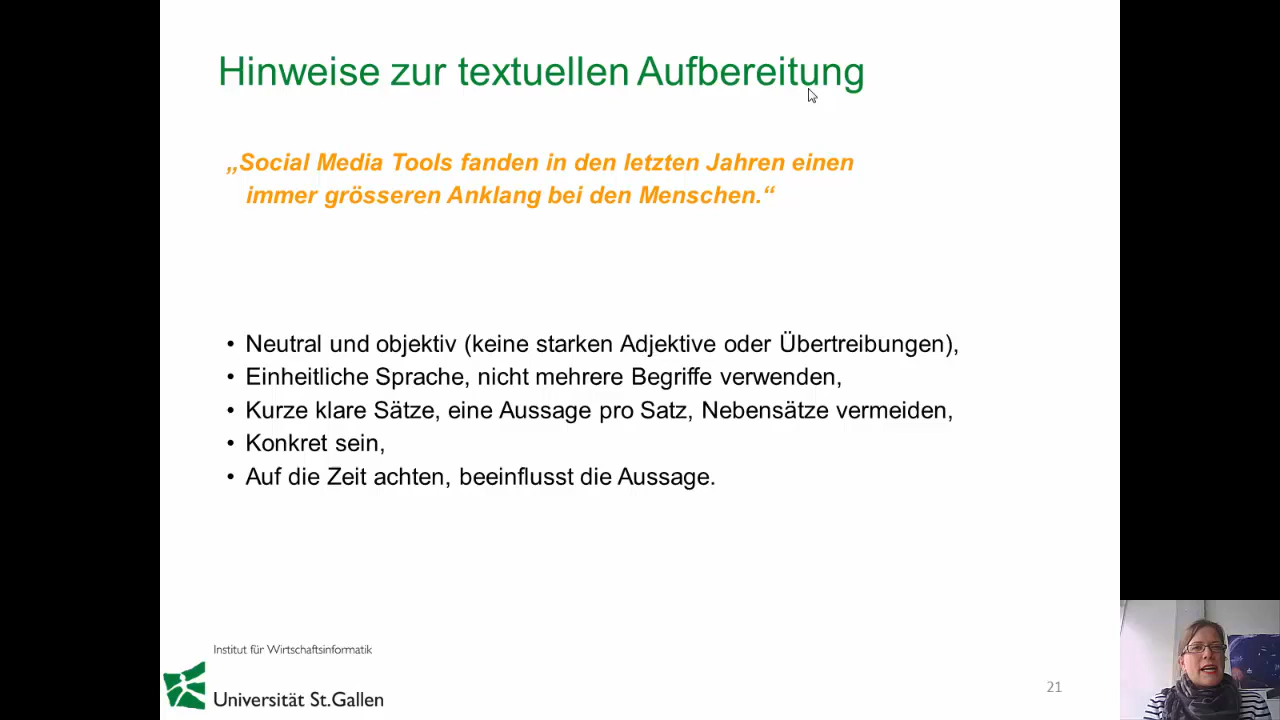 Hinweise zur textuellen Aufbereitung
„Social Media Tools fanden in den letzten Jahren einen
immer grösseren Anklang bei den Menschen.“
• Neutral und objektiv (keine starken Adjektive oder Übertreibungen),
• Einheitliche Sprache, nicht mehrere Begriffe verwenden,
• Kurze klare Sätze, eine Aussage pro Satz, Nebensätze vermeiden,
• Konkret sein,
• Auf die Zeit achten, beeinflusst die Aussage.
Institut für Wirtschaftsinformatik
Universität St.Gallen
21